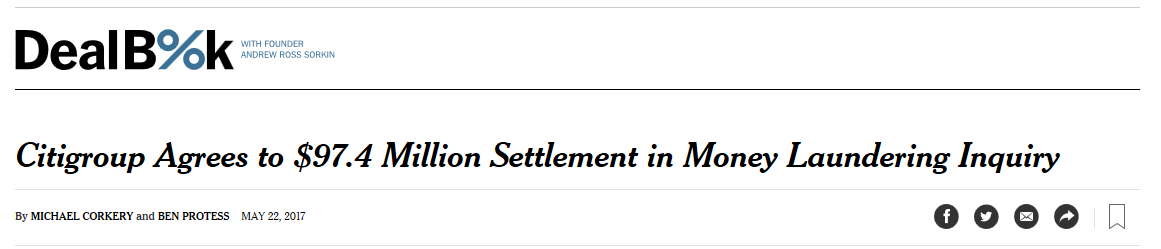 DealB%k
WITH FOUNDER
ANDREW ROSS SORKIN
Citigroup Agrees to $97.4 Million Settlement in Money Laundering Inquiry
By MICHAEL CORKERY and BEN PROTESS MAY 22, 2017